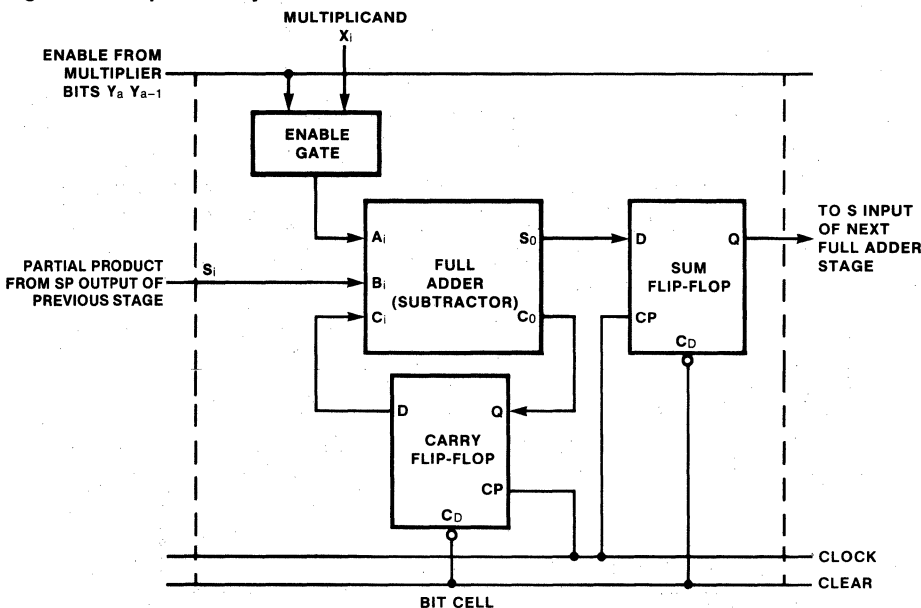 MULTIPLICAND
Xi
ENABLE FROM
MULTIPLIER
BITS Ya Ya-1
ENABLE
GATE
Ai
S0
Bi
FULL
ADDER
(SUBTRACTOR)
Ci
C0
D
Q
SUM
FLIP-FLOP
CP
CD
TO S INPUT
OF NEXT
FULL ADDER
STAGE
Si
PARTIAL PRODUCT
FROM SP OUTPUT OF
PREVIOUS STAGE
D
Q
CARRY
FLIP-FLOP
CP
CD
CLOCK
CLEAR
BIT CELL